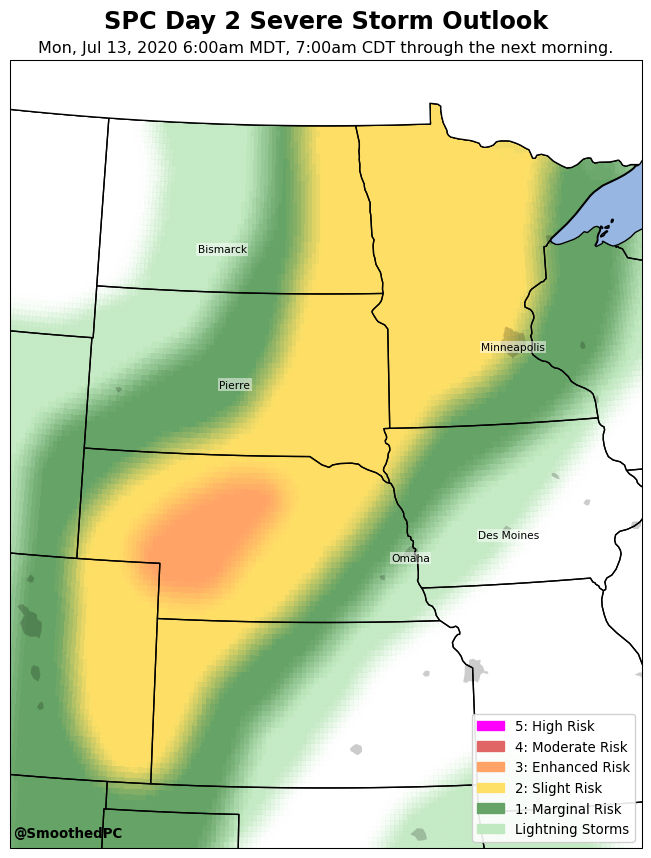 SPC Day 2 Severe Storm Outlook
Mon, Jul 13, 2020 6:00am MDT, 7:00am CDT through the next morning.
Bismarck
Minneapolis
Pierre
Des Moines
Omaha
5: High Risk
4: Moderate Risk
3: Enhanced Risk
2: Slight Risk
1: Marginal Risk
Lightning Storms
@SmoothedPC